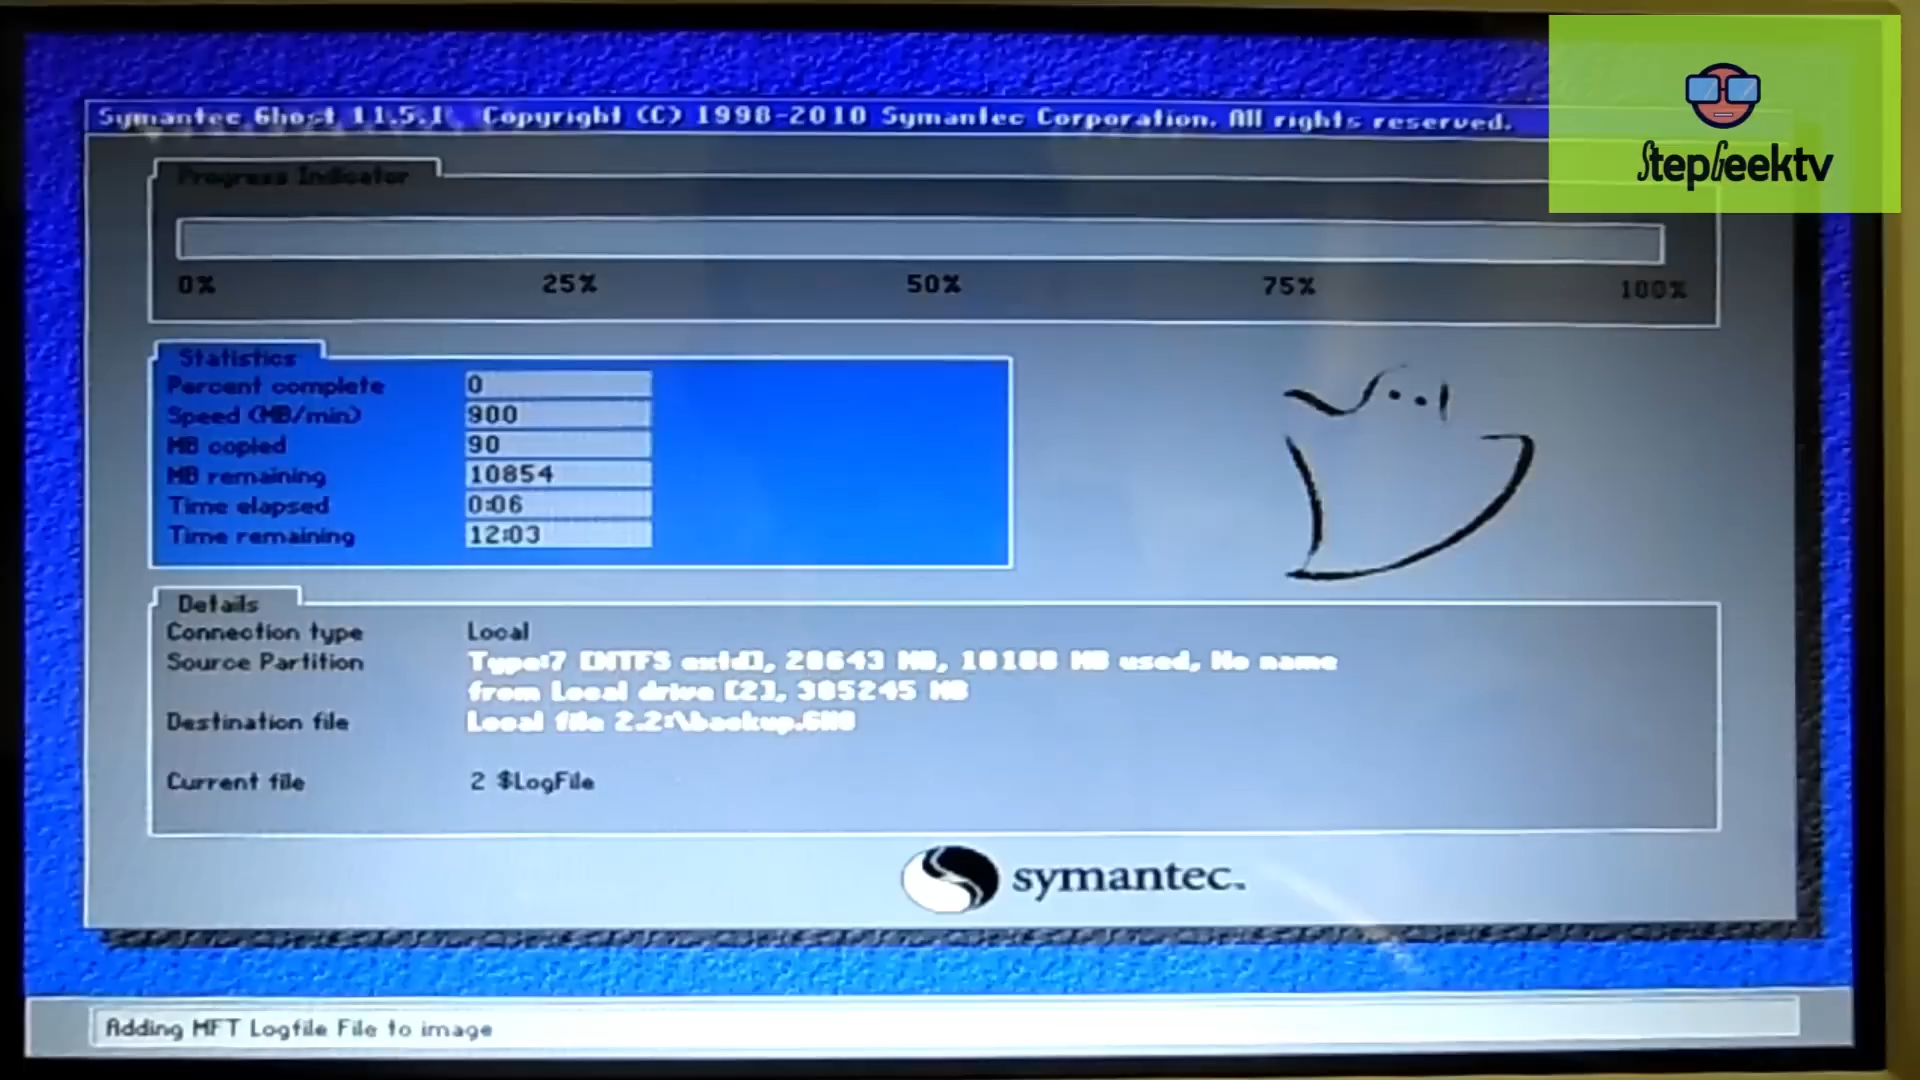 Symantec Ghost 11.5.1 Copyright (C) 1998-2010 Symantec Corporation. All rights reserved.
StepGeektv
Progress Indicator
0% 25% 50% 75% 100%
Statistics
Percent complete 0
Speed (MB/min) 900
MB copied 90
MB remaining 10854
Time elapsed 0:06
Time remaining 12:03
Details
Connection type Local
Source Partition Type:7 [NTFS extd], MB, MB used, No name
from Local drive [2], 305245 MB
Destination file Local file 2.2:\backup.GHO
Current file 2 $LogFile
symantec.
Adding MFT Logfile File to image